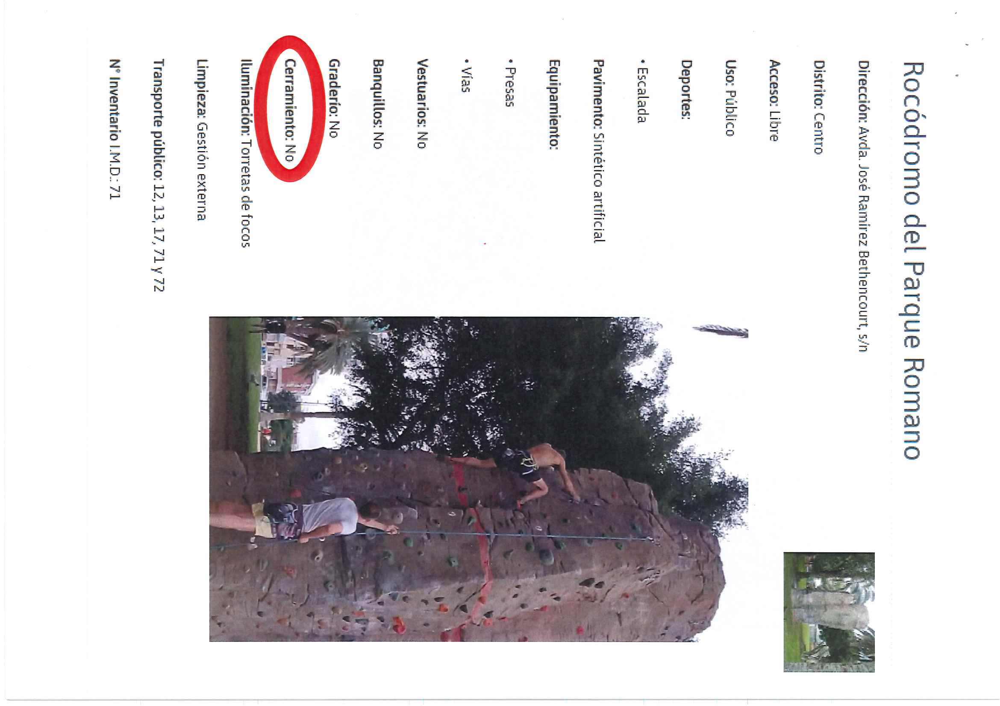 Rocódromo del Parque Romano
Dirección: Avda. José Ramírez Bethencourt, s/n
Distrito: Centro
Acceso: Libre
Uso: Público
Deportes:
• Escalada
Pavimento: Sintético artificial
Equipamiento:
• Presas
• Vías
Vestuarios: No
Banquillos: No
Graderío: No
Cerramiento: No
Iluminación: Torretas de focos
Limpieza: Gestión externa
Transporte público: 12, 13, 17, 71 y 72
Nº Inventario I.M.D.: 71